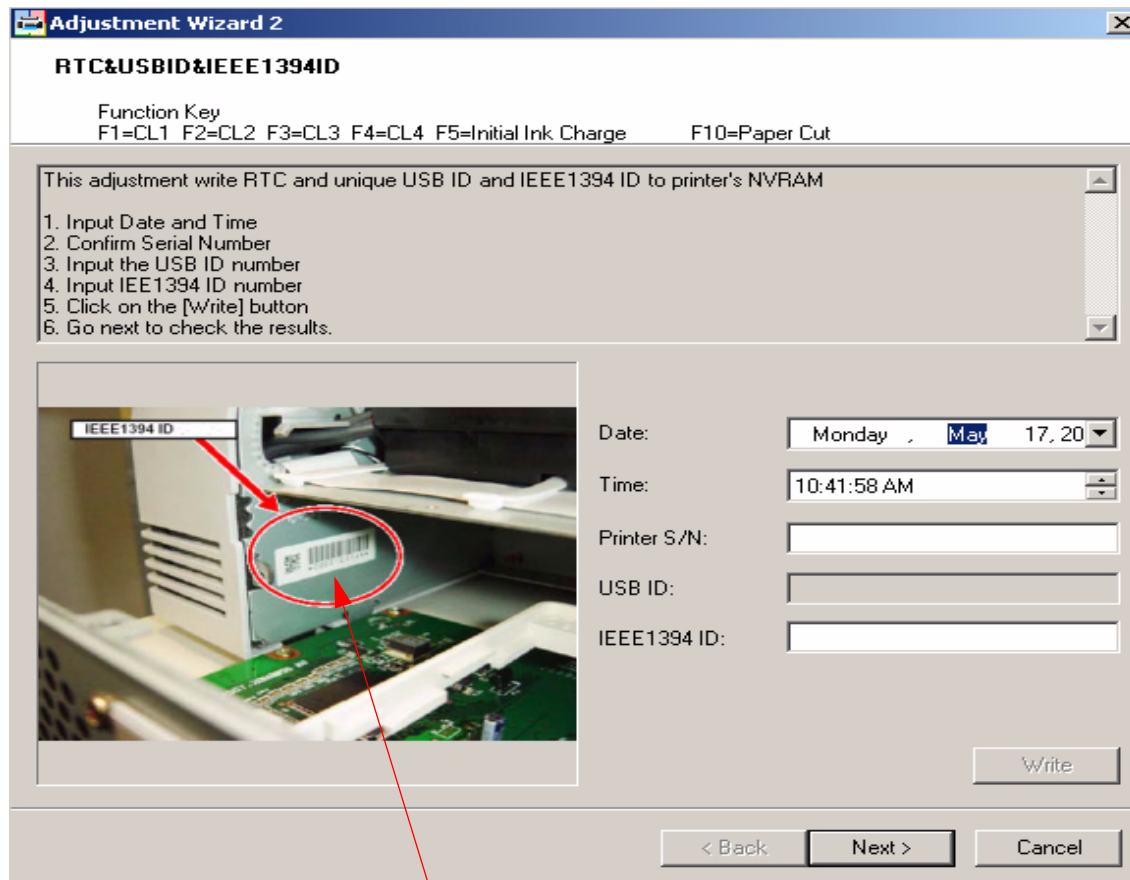 Adjustment Wizard 2
RTC&USBID&IEEE1394ID
Function Key
F1=CL1 F2=CL2 F3=CL3 F4=CL4 F5=Initial Ink Charge F10=Paper Cut
This adjustment write RTC and unique USB ID and IEEE1394 ID to printer's NVRAM
1. Input Date and Time
2. Confirm Serial Number
3. Input the USB ID number
4. Input IEE1394 ID number
5. Click on the [Write] button
6. Go next to check the results.
IEEE1394 ID
Date: Monday , May 17, 20
Time: 10:41:58 AM
Printer S/N:
USB ID:
IEEE1394 ID:
Write
< Back Next > Cancel